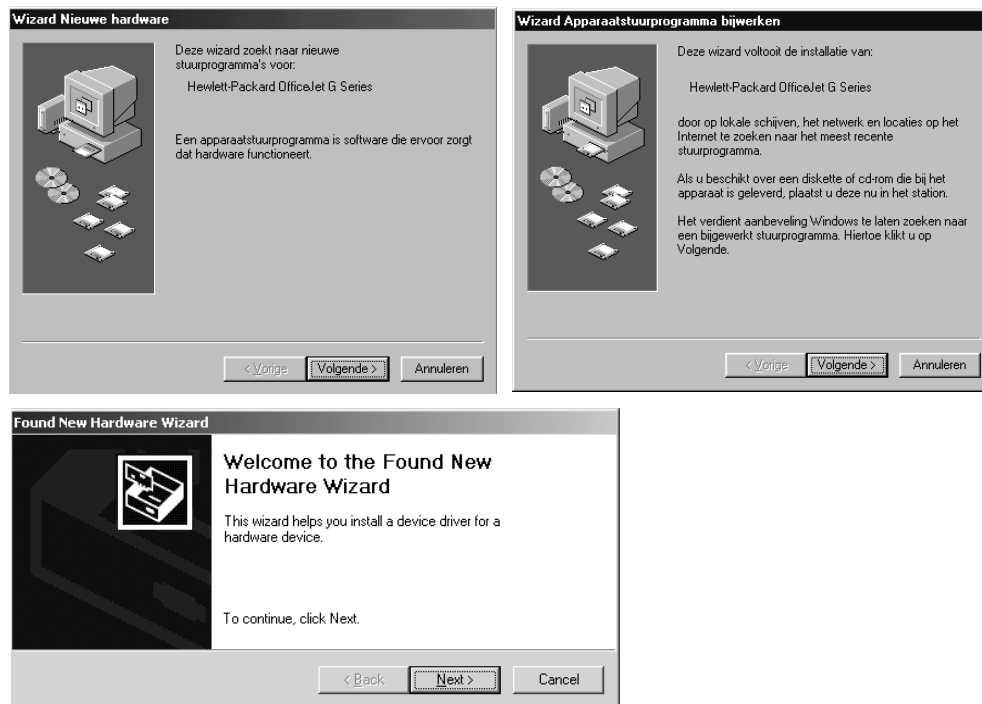 Wizard Nieuwe hardware
Deze wizard zoekt naar nieuwe
stuurprogramma's voor:
Hewlett-Packard OfficeJet G Series
Een apparaatstuurprogramma is software die ervoor zorgt
dat hardware functioneert.
< Vorige
Volgende >
Annuleren
Wizard Apparaatstuurprogramma bijwerken
Deze wizard voltooit de installatie van:
Hewlett-Packard OfficeJet G Series
door op lokale schijven, het netwerk en locaties op het
Internet te zoeken naar het meest recente
stuurprogramma.
Als u beschikt over een diskette of cd-rom die bij het
apparaat is geleverd, plaatst u deze nu in het station.
Het verdient aanbeveling Windows te laten zoeken naar
een bijgewerkt stuurprogramma. Hiertoe klikt u op
Volgende.
< Vorige
Volgende >
Annuleren
Found New Hardware Wizard
Welcome to the Found New
Hardware Wizard
This wizard helps you install a device driver for a
hardware device.
To continue, click Next.
< Back
Next >
Cancel